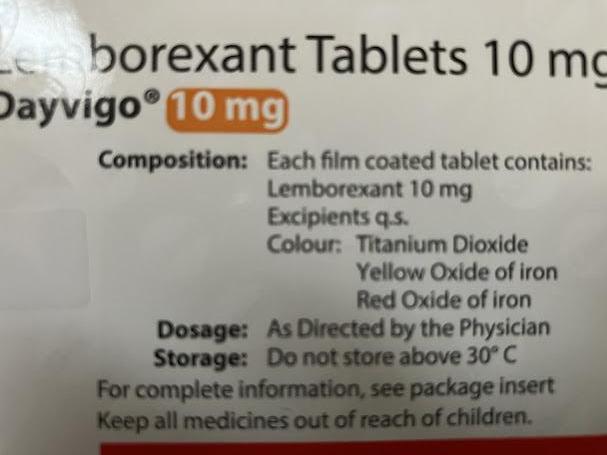 Lemborexant Tablets 10 mg
Dayvigo® 10 mg
Composition: Each film coated tablet contains:
Lemborexant 10 mg
Excipients q.s.
Colour: Titanium Dioxide
Yellow Oxide of iron
Red Oxide of iron
Dosage: As Directed by the Physician
Storage: Do not store above 30° C
For complete information, see package insert
Keep all medicines out of reach of children.